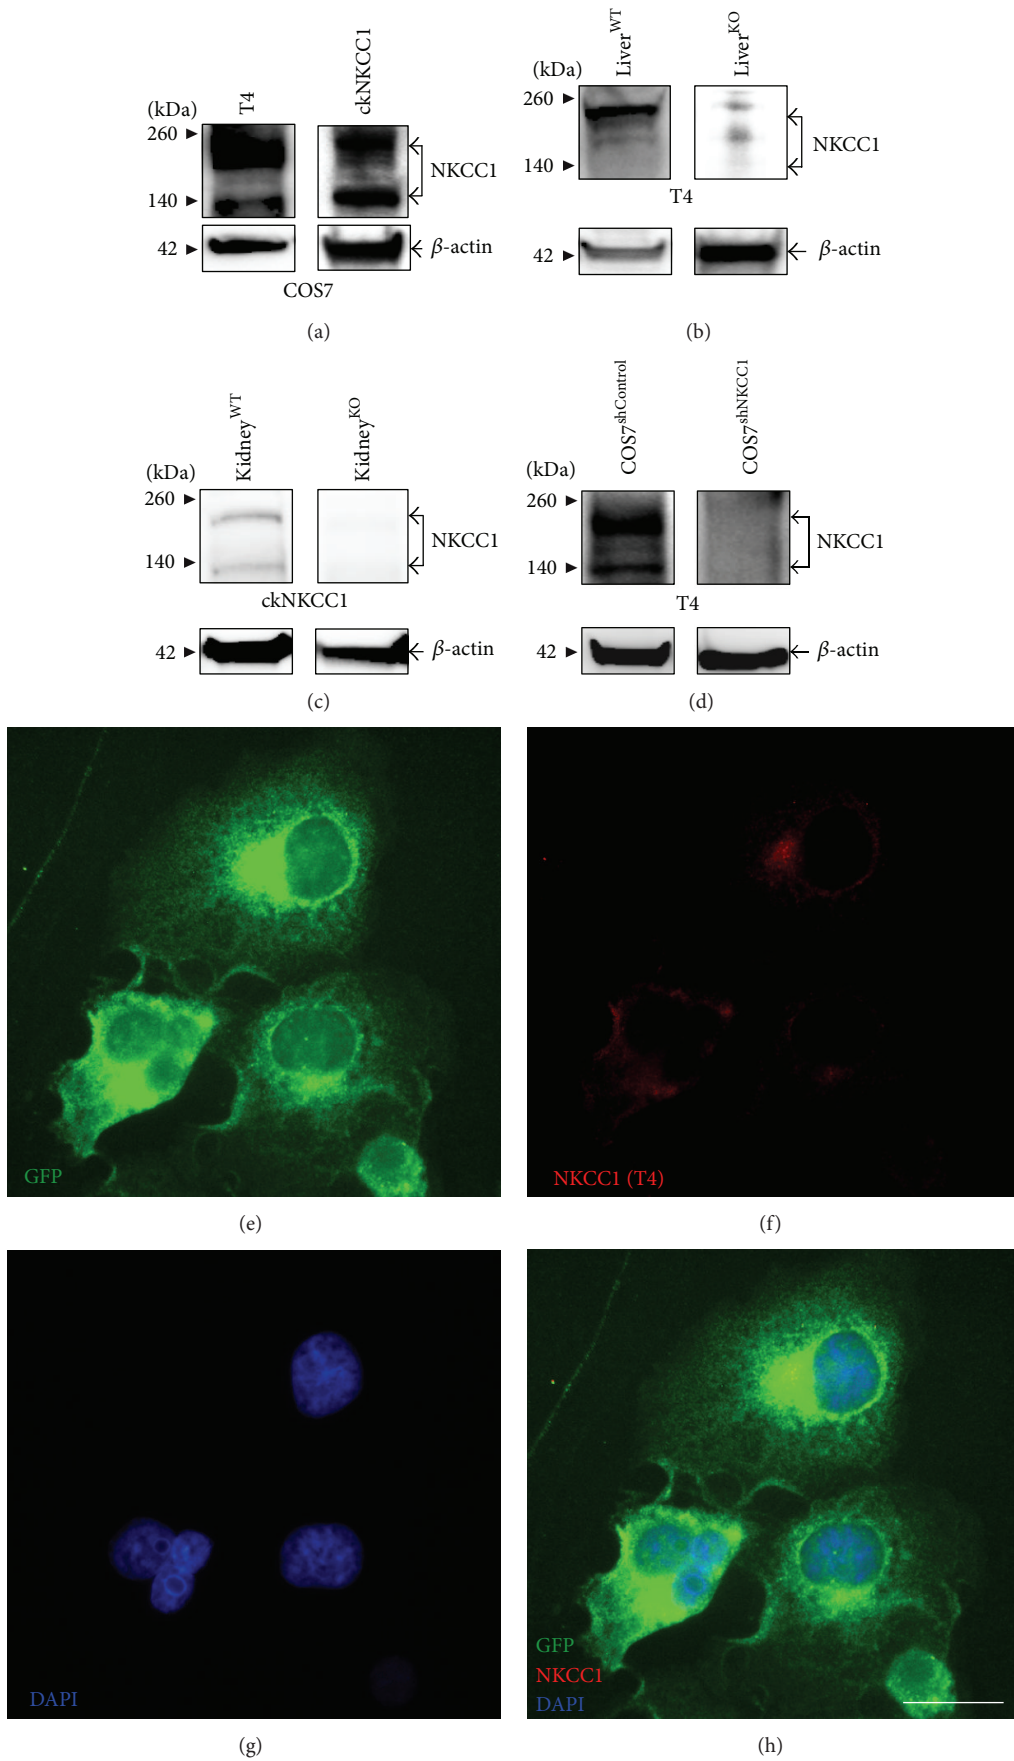 T4
ckNKCC1
(kDa)
260
140
NKCC1
42
β-actin
COS7
(a)
Liver^WT
Liver^KO
(kDa)
260
140
NKCC1
T4
42
β-actin
(b)
Kidney^WT
Kidney^KO
(kDa)
260
140
NKCC1
ckNKCC1
42
β-actin
(c)
COS7^shControl
COS7^shNKCC1
(kDa)
260
140
NKCC1
T4
42
β-actin
(d)
GFP
(e)
NKCC1 (T4)
(f)
DAPI
(g)
GFP
NKCC1
DAPI
(h)